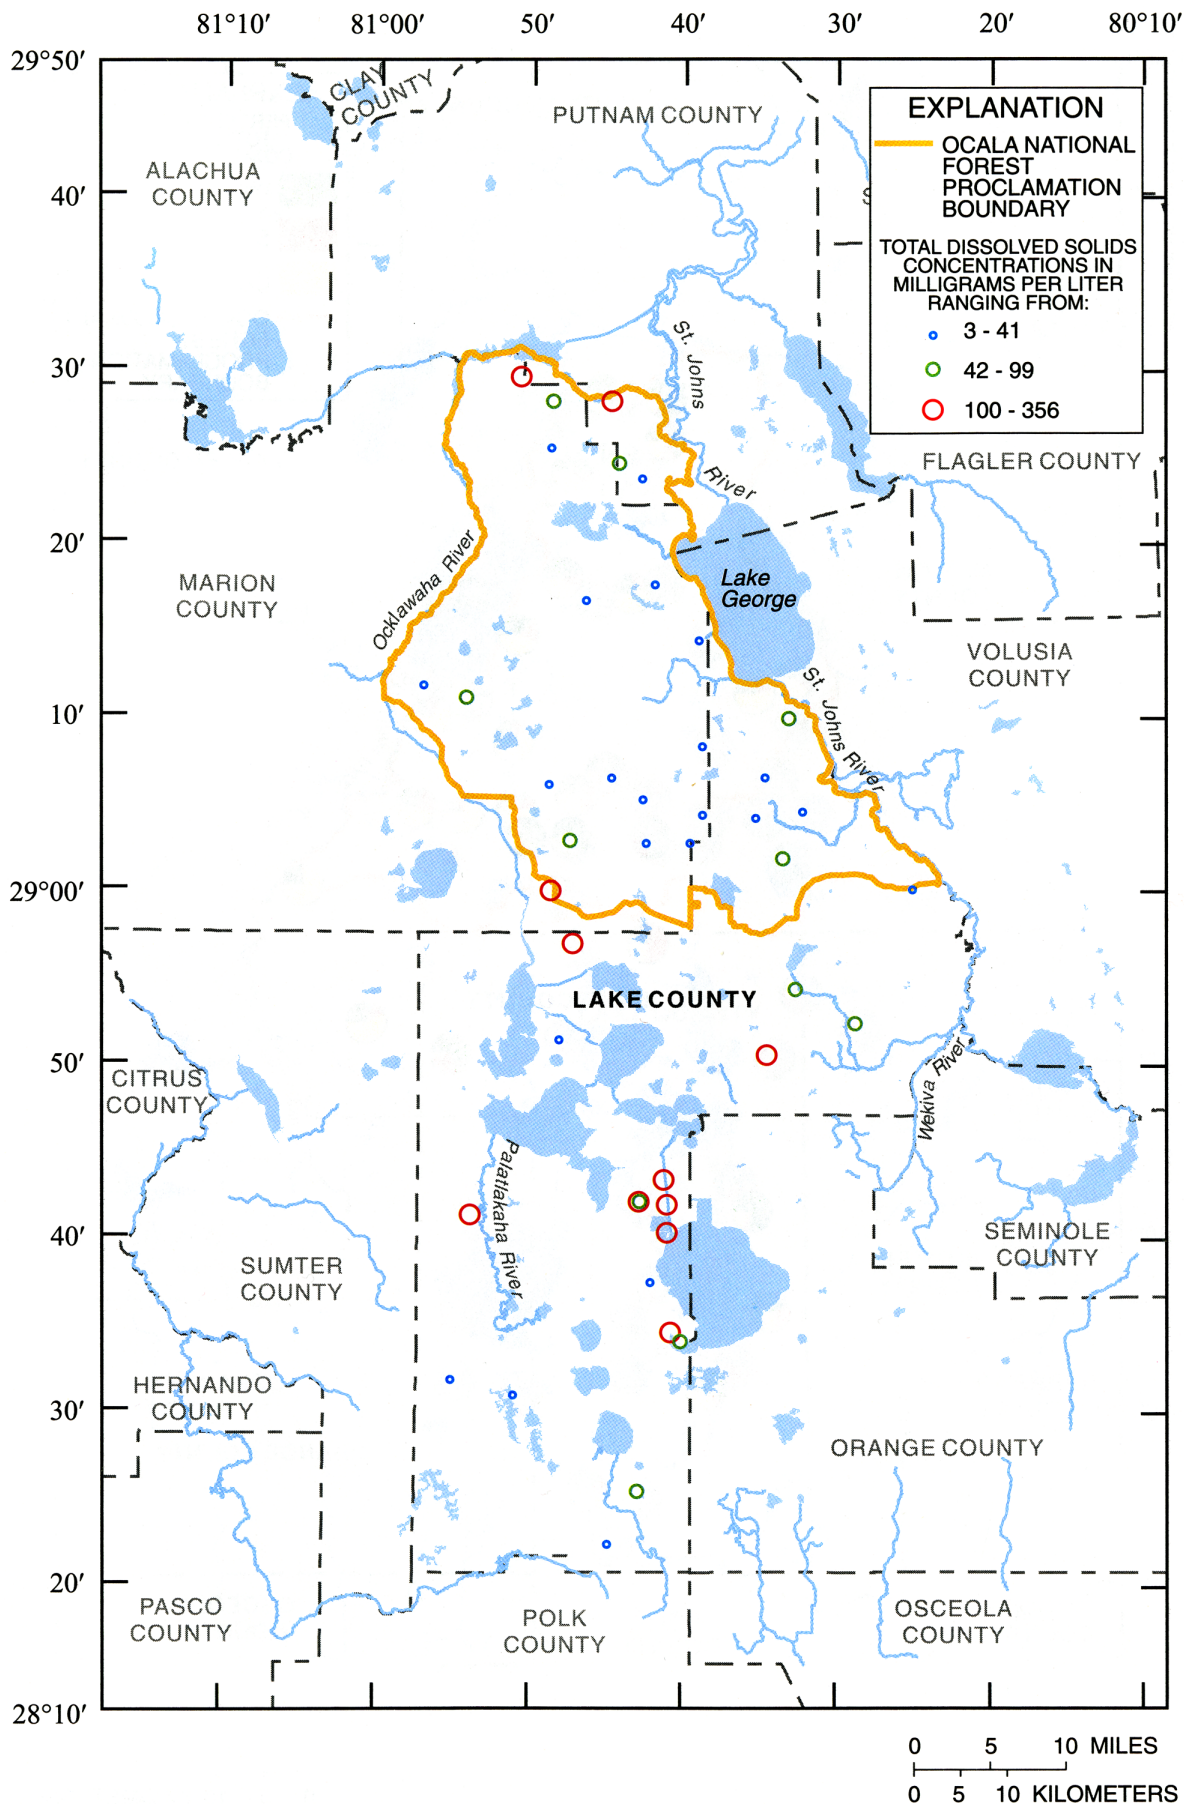 81°10′ 81°00′ 50′ 40′ 30′ 20′ 80°10′
29°50′
CLAY
COUNTY
PUTNAM COUNTY
EXPLANATION
OCALA NATIONAL
FOREST
PROCLAMATION
BOUNDARY
ALACHUA
COUNTY
40′
S
TOTAL DISSOLVED SOLIDS
CONCENTRATIONS IN
MILLIGRAMS PER LITER
RANGING FROM:
3 - 41
42 - 99
100 - 356
St. Johns
30′
FLAGLER COUNTY
River
20′
Ocklawaha River
MARION
COUNTY
Lake
George
VOLUSIA
COUNTY
St. Johns River
10′
29°00′
LAKE COUNTY
50′
CITRUS
COUNTY
Wekiva River
Palatlakaha River
40′
SEMINOLE
COUNTY
SUMTER
COUNTY
HERNANDO
COUNTY
30′
ORANGE COUNTY
20′
PASCO
COUNTY
POLK
COUNTY
OSCEOLA
COUNTY
28°10′
0 5 10 MILES
0 5 10 KILOMETERS